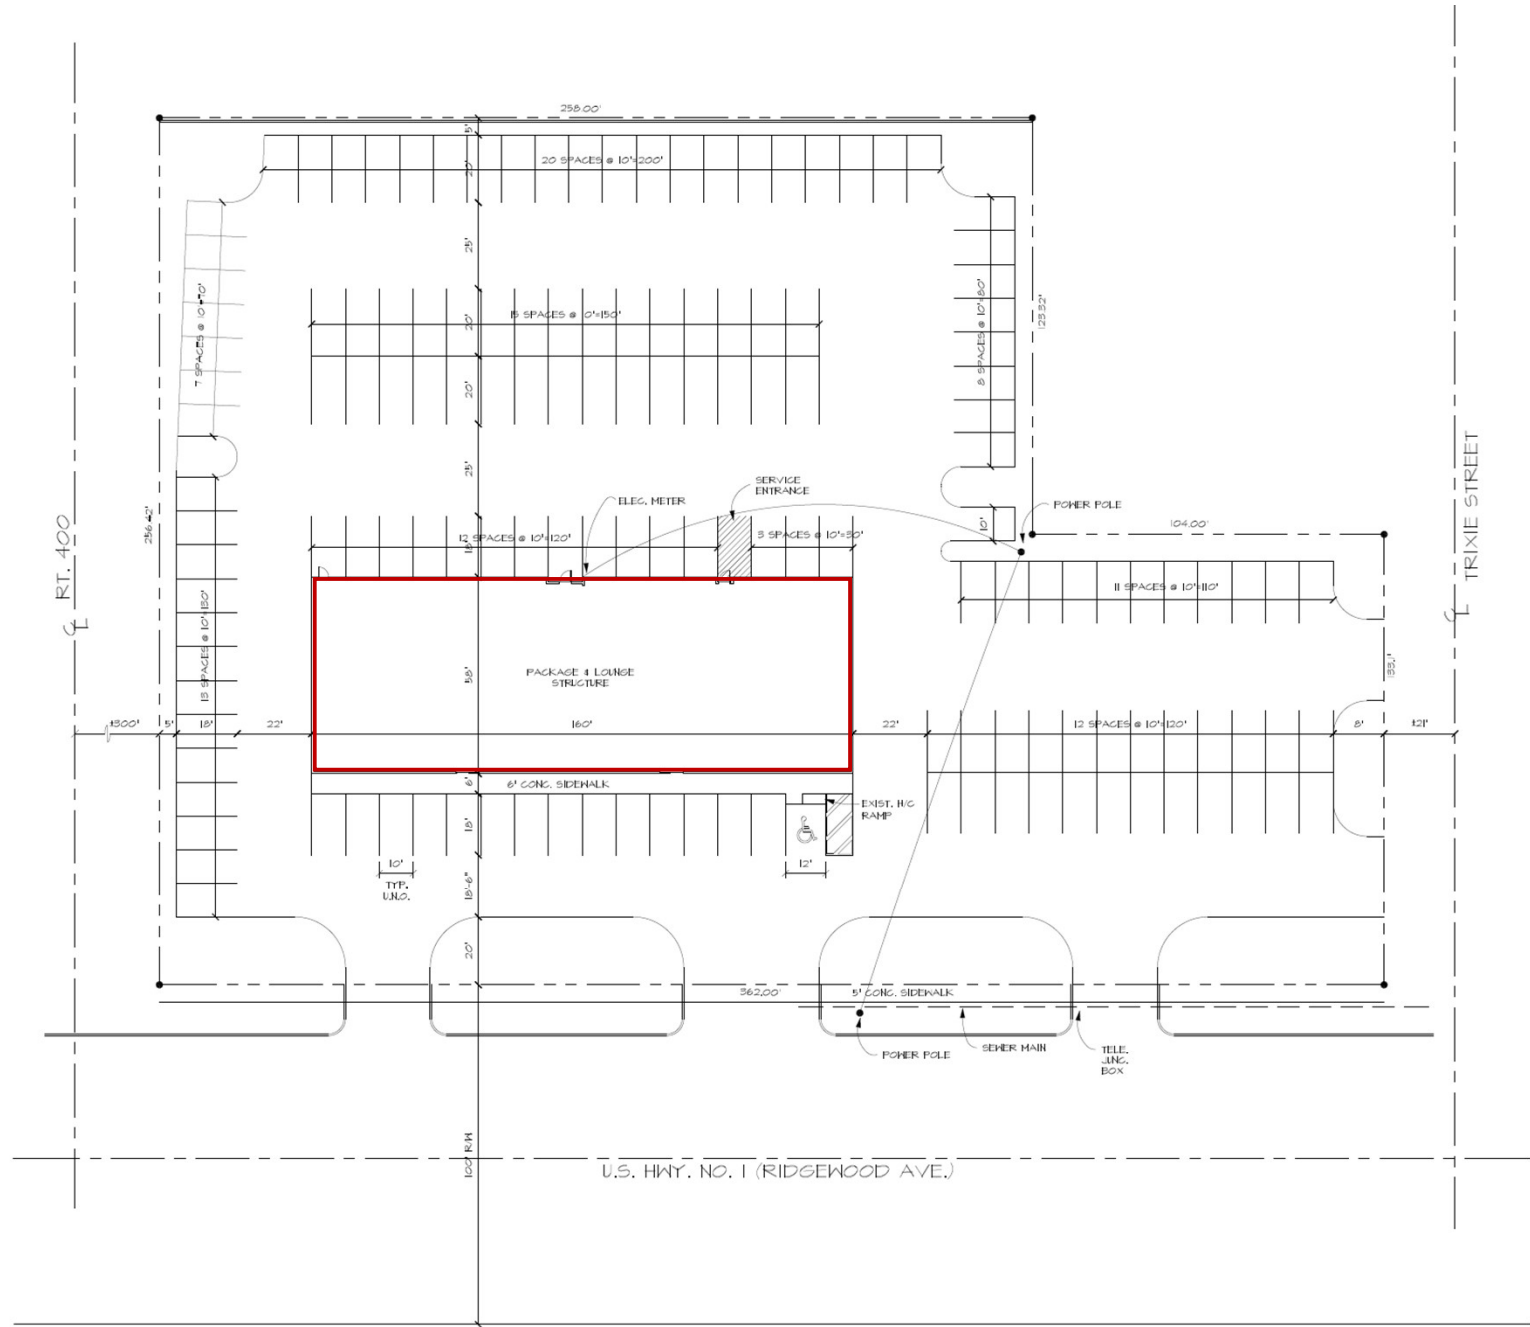 258.00'
5'
20 SPACES @ 10'=200'
20'
25'
7 SPACES @ 10'=70'
8 SPACES @ 10'=80'
123.32'
15 SPACES @ 0'=150'
20'
20'
25'
SERVICE
ENTRANCE
ELEC. METER
POWER POLE
10'
104.00'
256.42'
RT. 400
TRIXIE STREET
12 SPACES @ 10'=120'
3 SPACES @ 10'=30'
18'
11 SPACES @ 10'=110'
13 SPACES @ 10'=130'
PACKAGE & LOUNGE
STRUCTURE
58'
133.1'
±300'
5'
18'
22'
160'
22'
12 SPACES @ 10'=120'
8'
±21'
6'
6' CONC. SIDEWALK
EXIST. H/C
RAMP
18'
10'
TYP.
U.N.O.
12'
18'-6"
20'
362.00'
5' CONC. SIDEWALK
POWER POLE
SEWER MAIN
TELE.
JUNC.
BOX
100' R/W
U.S. HWY. NO. 1 (RIDGEWOOD AVE.)